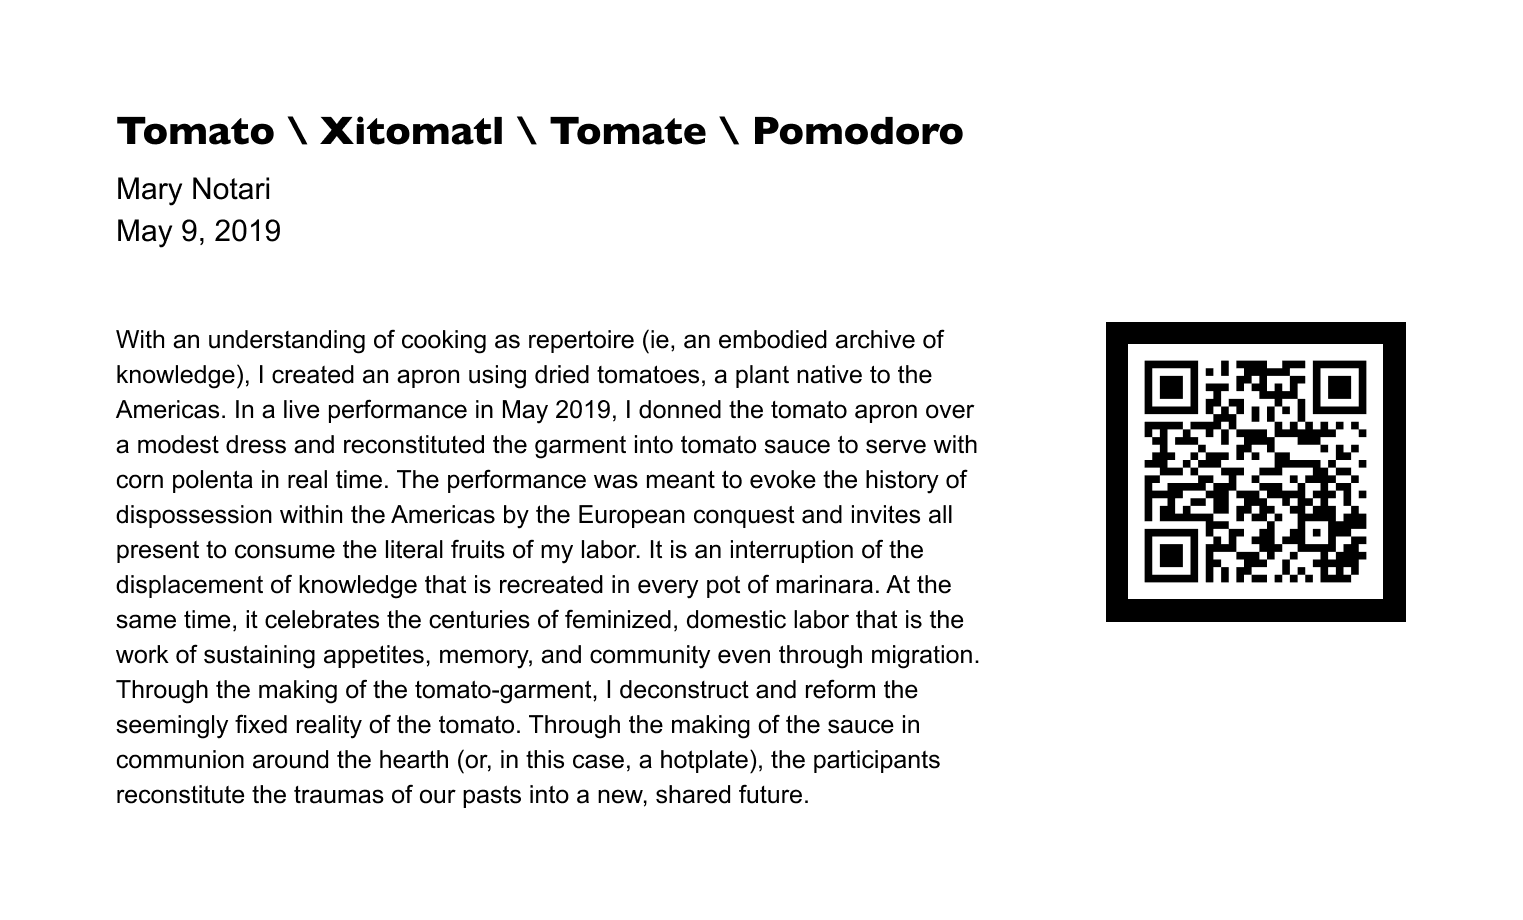 Tomato \ Xitomatl \ Tomate \ Pomodoro
Mary Notari
May 9, 2019
With an understanding of cooking as repertoire (ie, an embodied archive of
knowledge), I created an apron using dried tomatoes, a plant native to the
Americas. In a live performance in May 2019, I donned the tomato apron over
a modest dress and reconstituted the garment into tomato sauce to serve with
corn polenta in real time. The performance was meant to evoke the history of
dispossession within the Americas by the European conquest and invites all
present to consume the literal fruits of my labor. It is an interruption of the
displacement of knowledge that is recreated in every pot of marinara. At the
same time, it celebrates the centuries of feminized, domestic labor that is the
work of sustaining appetites, memory, and community even through migration.
Through the making of the tomato-garment, I deconstruct and reform the
seemingly fixed reality of the tomato. Through the making of the sauce in
communion around the hearth (or, in this case, a hotplate), the participants
reconstitute the traumas of our pasts into a new, shared future.